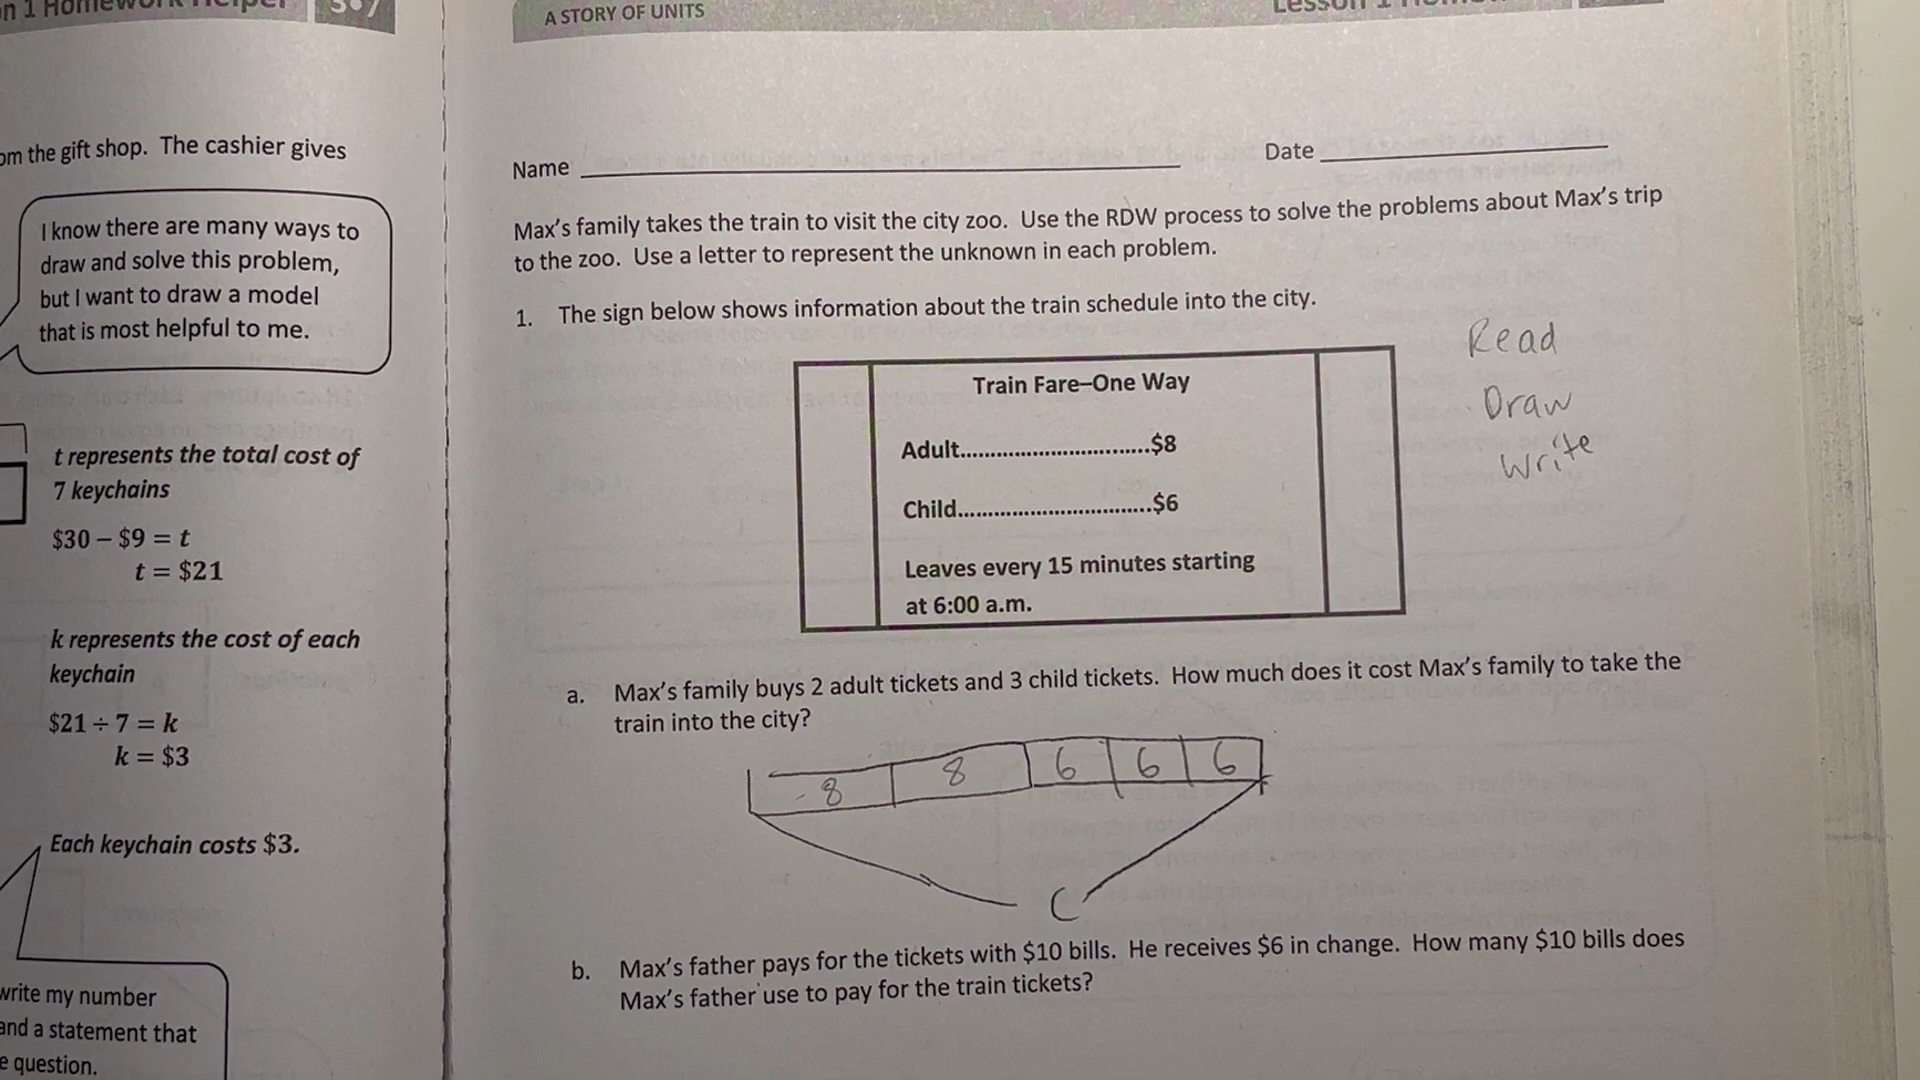 A STORY OF UNITS
om the gift shop. The cashier gives
I know there are many ways to
draw and solve this problem,
but I want to draw a model
that is most helpful to me.
t represents the total cost of
7 keychains
$30 – $9 = t
t = $21
k represents the cost of each
keychain
$21 ÷ 7 = k
k = $3
Each keychain costs $3.
write my number
and a statement that
e question.
Name
Date
Max's family takes the train to visit the city zoo. Use the RDW process to solve the problems about Max's trip
to the zoo. Use a letter to represent the unknown in each problem.
1. The sign below shows information about the train schedule into the city.
Read
Draw
Write
Train Fare–One Way
Adult................................$8
Child.................................$6
Leaves every 15 minutes starting
at 6:00 a.m.
a. Max's family buys 2 adult tickets and 3 child tickets. How much does it cost Max's family to take the
train into the city?
8 8 6 6 6
C
b. Max's father pays for the tickets with $10 bills. He receives $6 in change. How many $10 bills does
Max's father use to pay for the train tickets?